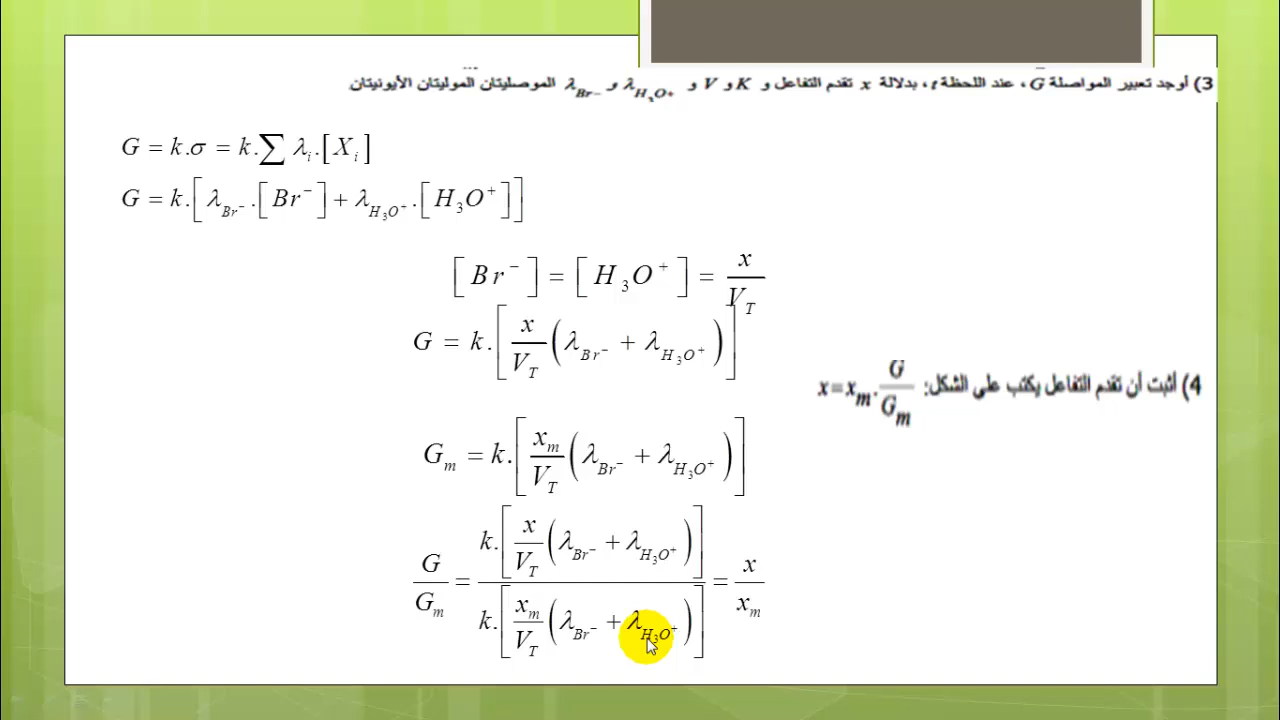 3) أوجد تعبير المواصلة G ، عند اللحظة t ، بدلالة x تقدم التفاعل و K و V و λ_{H₃O⁺} و λ_{Br⁻} الموصليتان الموليتان الأيونيتان
G = k.σ = k.∑ λ_i.[X_i]
G = k.[λ_{Br⁻}.[Br⁻] + λ_{H₃O⁺}.[H₃O⁺]]
[Br⁻] = [H₃O⁺] = x/V_T
G = k.[x/V_T (λ_{Br⁻} + λ_{H₃O⁺})]
4) أثبت أن تقدم التفاعل يكتب على الشكل: x = x_m . G/G_m
G_m = k.[x_m/V_T (λ_{Br⁻} + λ_{H₃O⁺})]
G/G_m = k.[x/V_T (λ_{Br⁻} + λ_{H₃O⁺})] / k.[x_m/V_T (λ_{Br⁻} + λ_{H₃O⁺})] = x/x_m